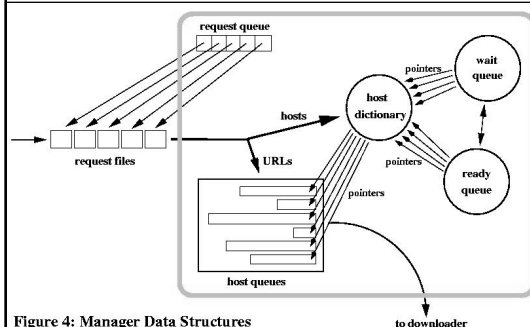 request queue
wait
queue
pointers
hosts
host
dictionary
request files
URLs
pointers
ready
queue
pointers
host queues
Figure 4: Manager Data Structures
to downloader